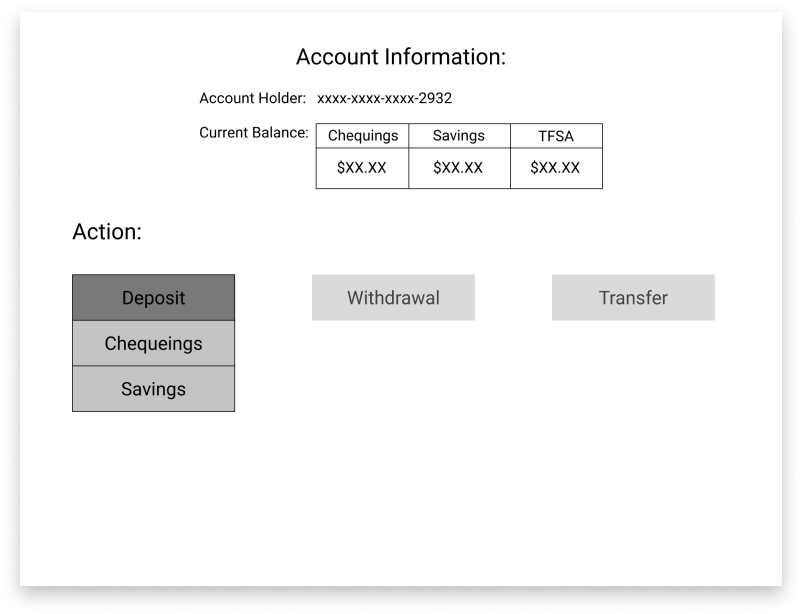 Account Information:
Account Holder: xxxx-xxxx-xxxx-2932
Current Balance: Chequings Savings TFSA
$XX.XX $XX.XX $XX.XX
Action:
Deposit Withdrawal Transfer
Chequeings
Savings